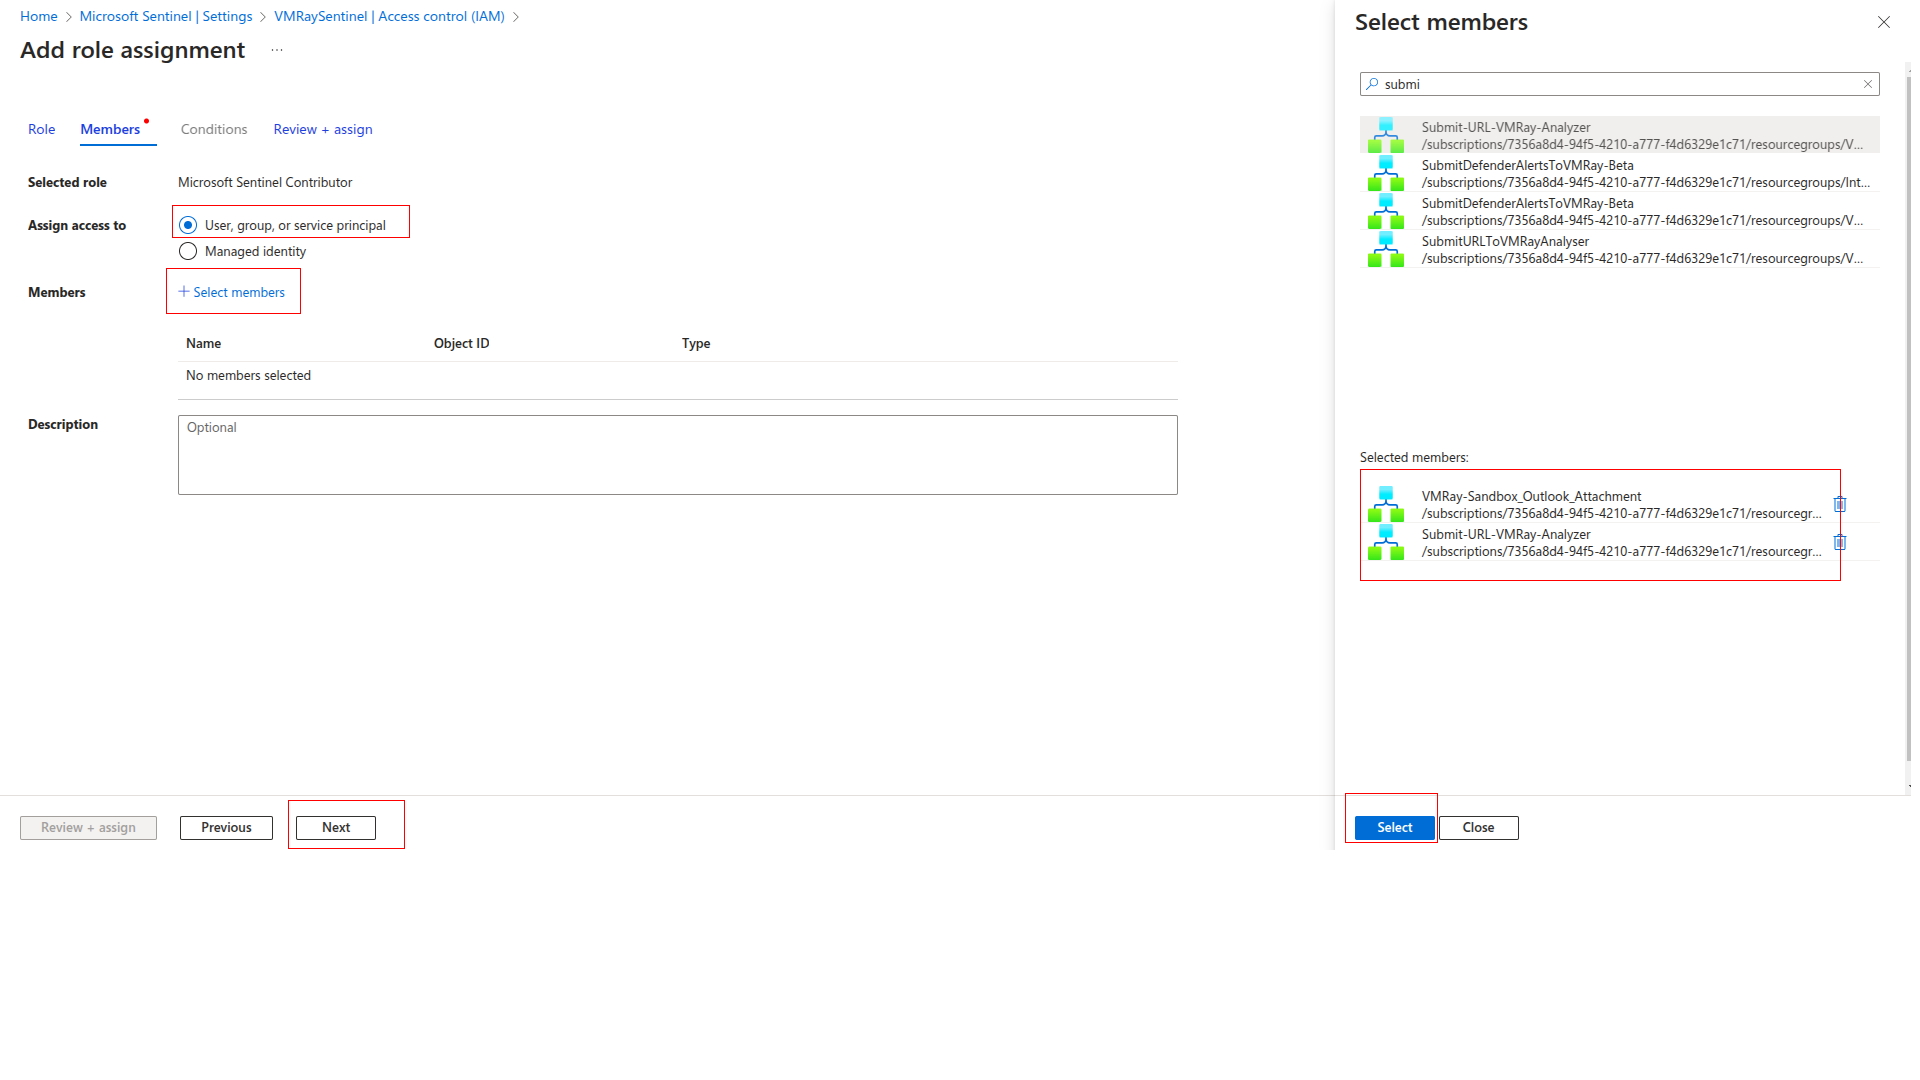 Home > Microsoft Sentinel | Settings > VMRaySentinel | Access control (IAM) >
Add role assignment ...
Role Members Conditions Review + assign
Selected role Microsoft Sentinel Contributor
Assign access to User, group, or service principal
Managed identity
Members + Select members
Name Object ID Type
No members selected
Description Optional
Review + assign Previous Next
Select members
submi
Submit-URL-VMRay-Analyzer
/subscriptions/7356a8d4-94f5-4210-a777-f4d6329e1c71/resourcegroups/V...
SubmitDefenderAlertsToVMRay-Beta
/subscriptions/7356a8d4-94f5-4210-a777-f4d6329e1c71/resourcegroups/Int...
SubmitDefenderAlertsToVMRay-Beta
/subscriptions/7356a8d4-94f5-4210-a777-f4d6329e1c71/resourcegroups/V...
SubmitURLToVMRayAnalyser
/subscriptions/7356a8d4-94f5-4210-a777-f4d6329e1c71/resourcegroups/V...
Selected members:
VMRay-Sandbox_Outlook_Attachment
/subscriptions/7356a8d4-94f5-4210-a777-f4d6329e1c71/resourcegr...
Submit-URL-VMRay-Analyzer
/subscriptions/7356a8d4-94f5-4210-a777-f4d6329e1c71/resourcegr...
Select Close